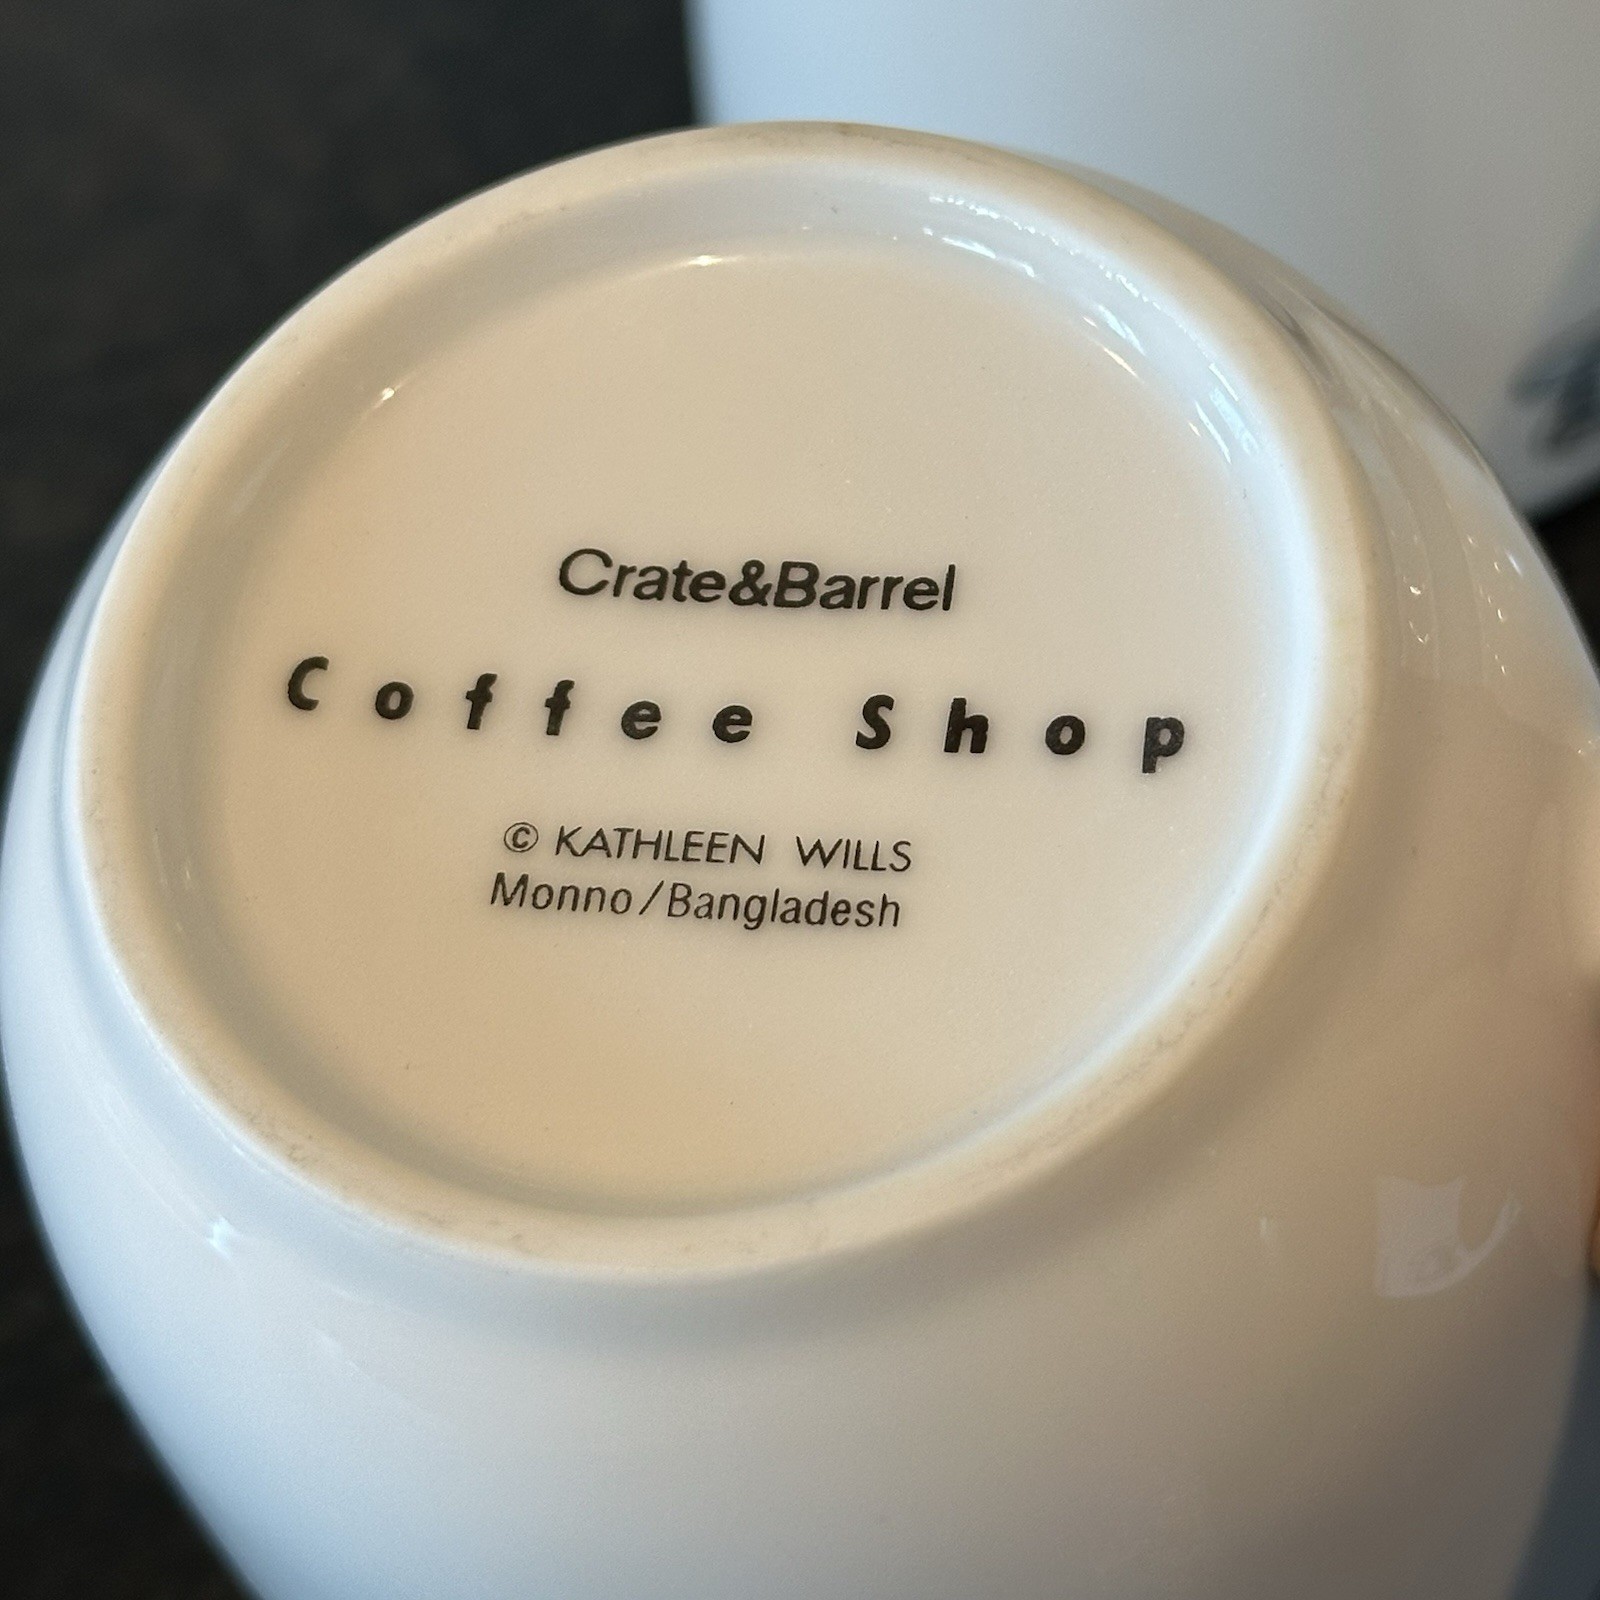 Crate&Barrel
Coffee Shop
© KATHLEEN WILLS
Monno/Bangladesh